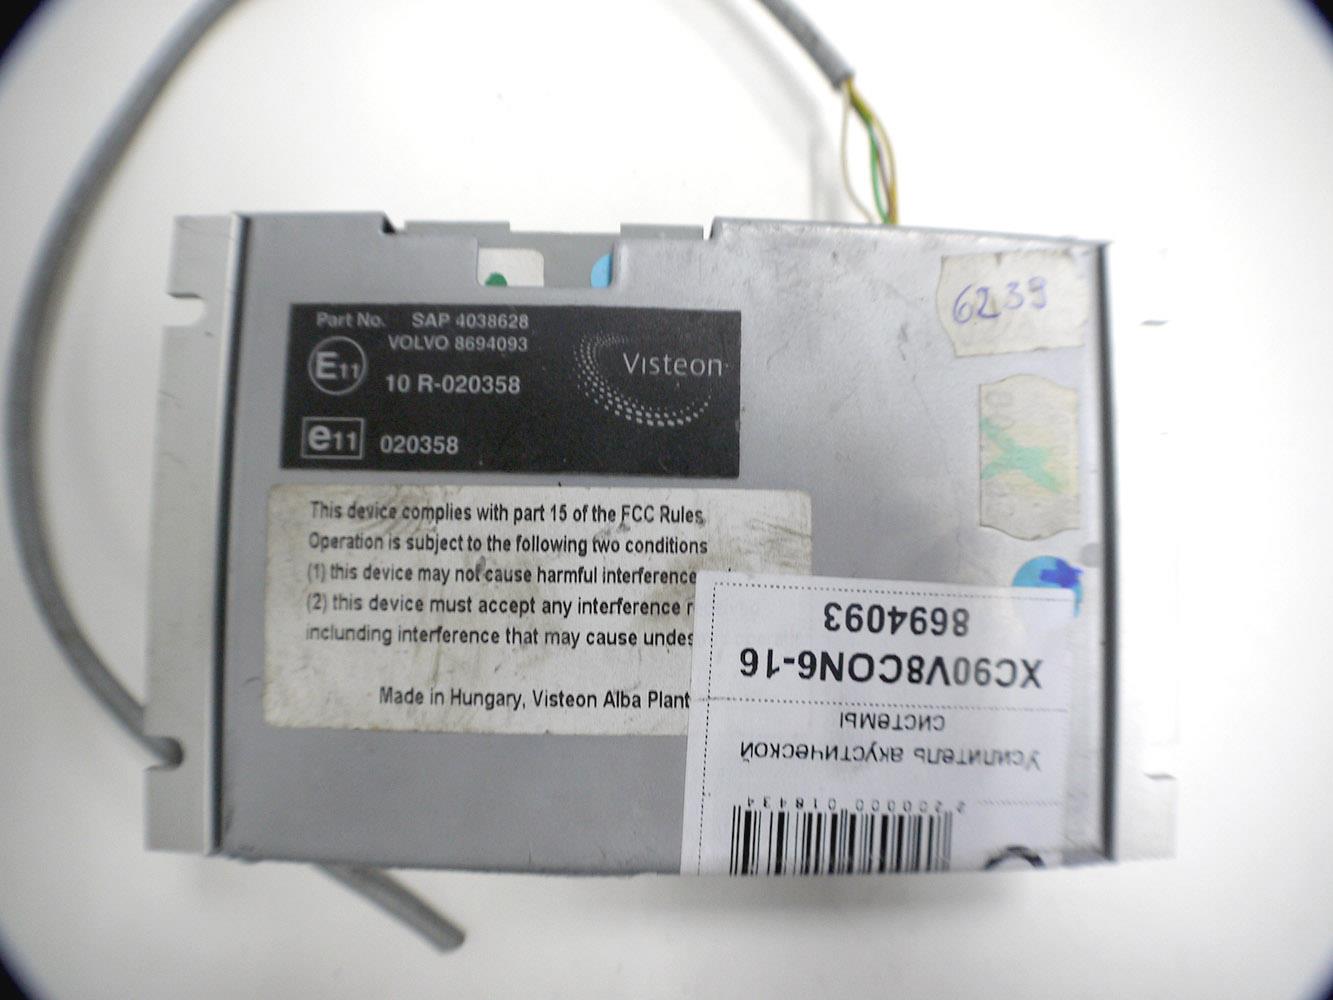 Part No. SAP 4038628
VOLVO 8694093
E11
10 R-020358
Visteon
e11 020358
6239
This device complies with part 15 of the FCC Rules
Operation is subject to the following two conditions
(1) this device may not cause harmful interference
(2) this device must accept any interference
inclunding interference that may cause
Made in Hungary, Visteon Alba Plant
2 200000 018434
Усилитель акустической
системы
XC90V8CON6-16
8694093